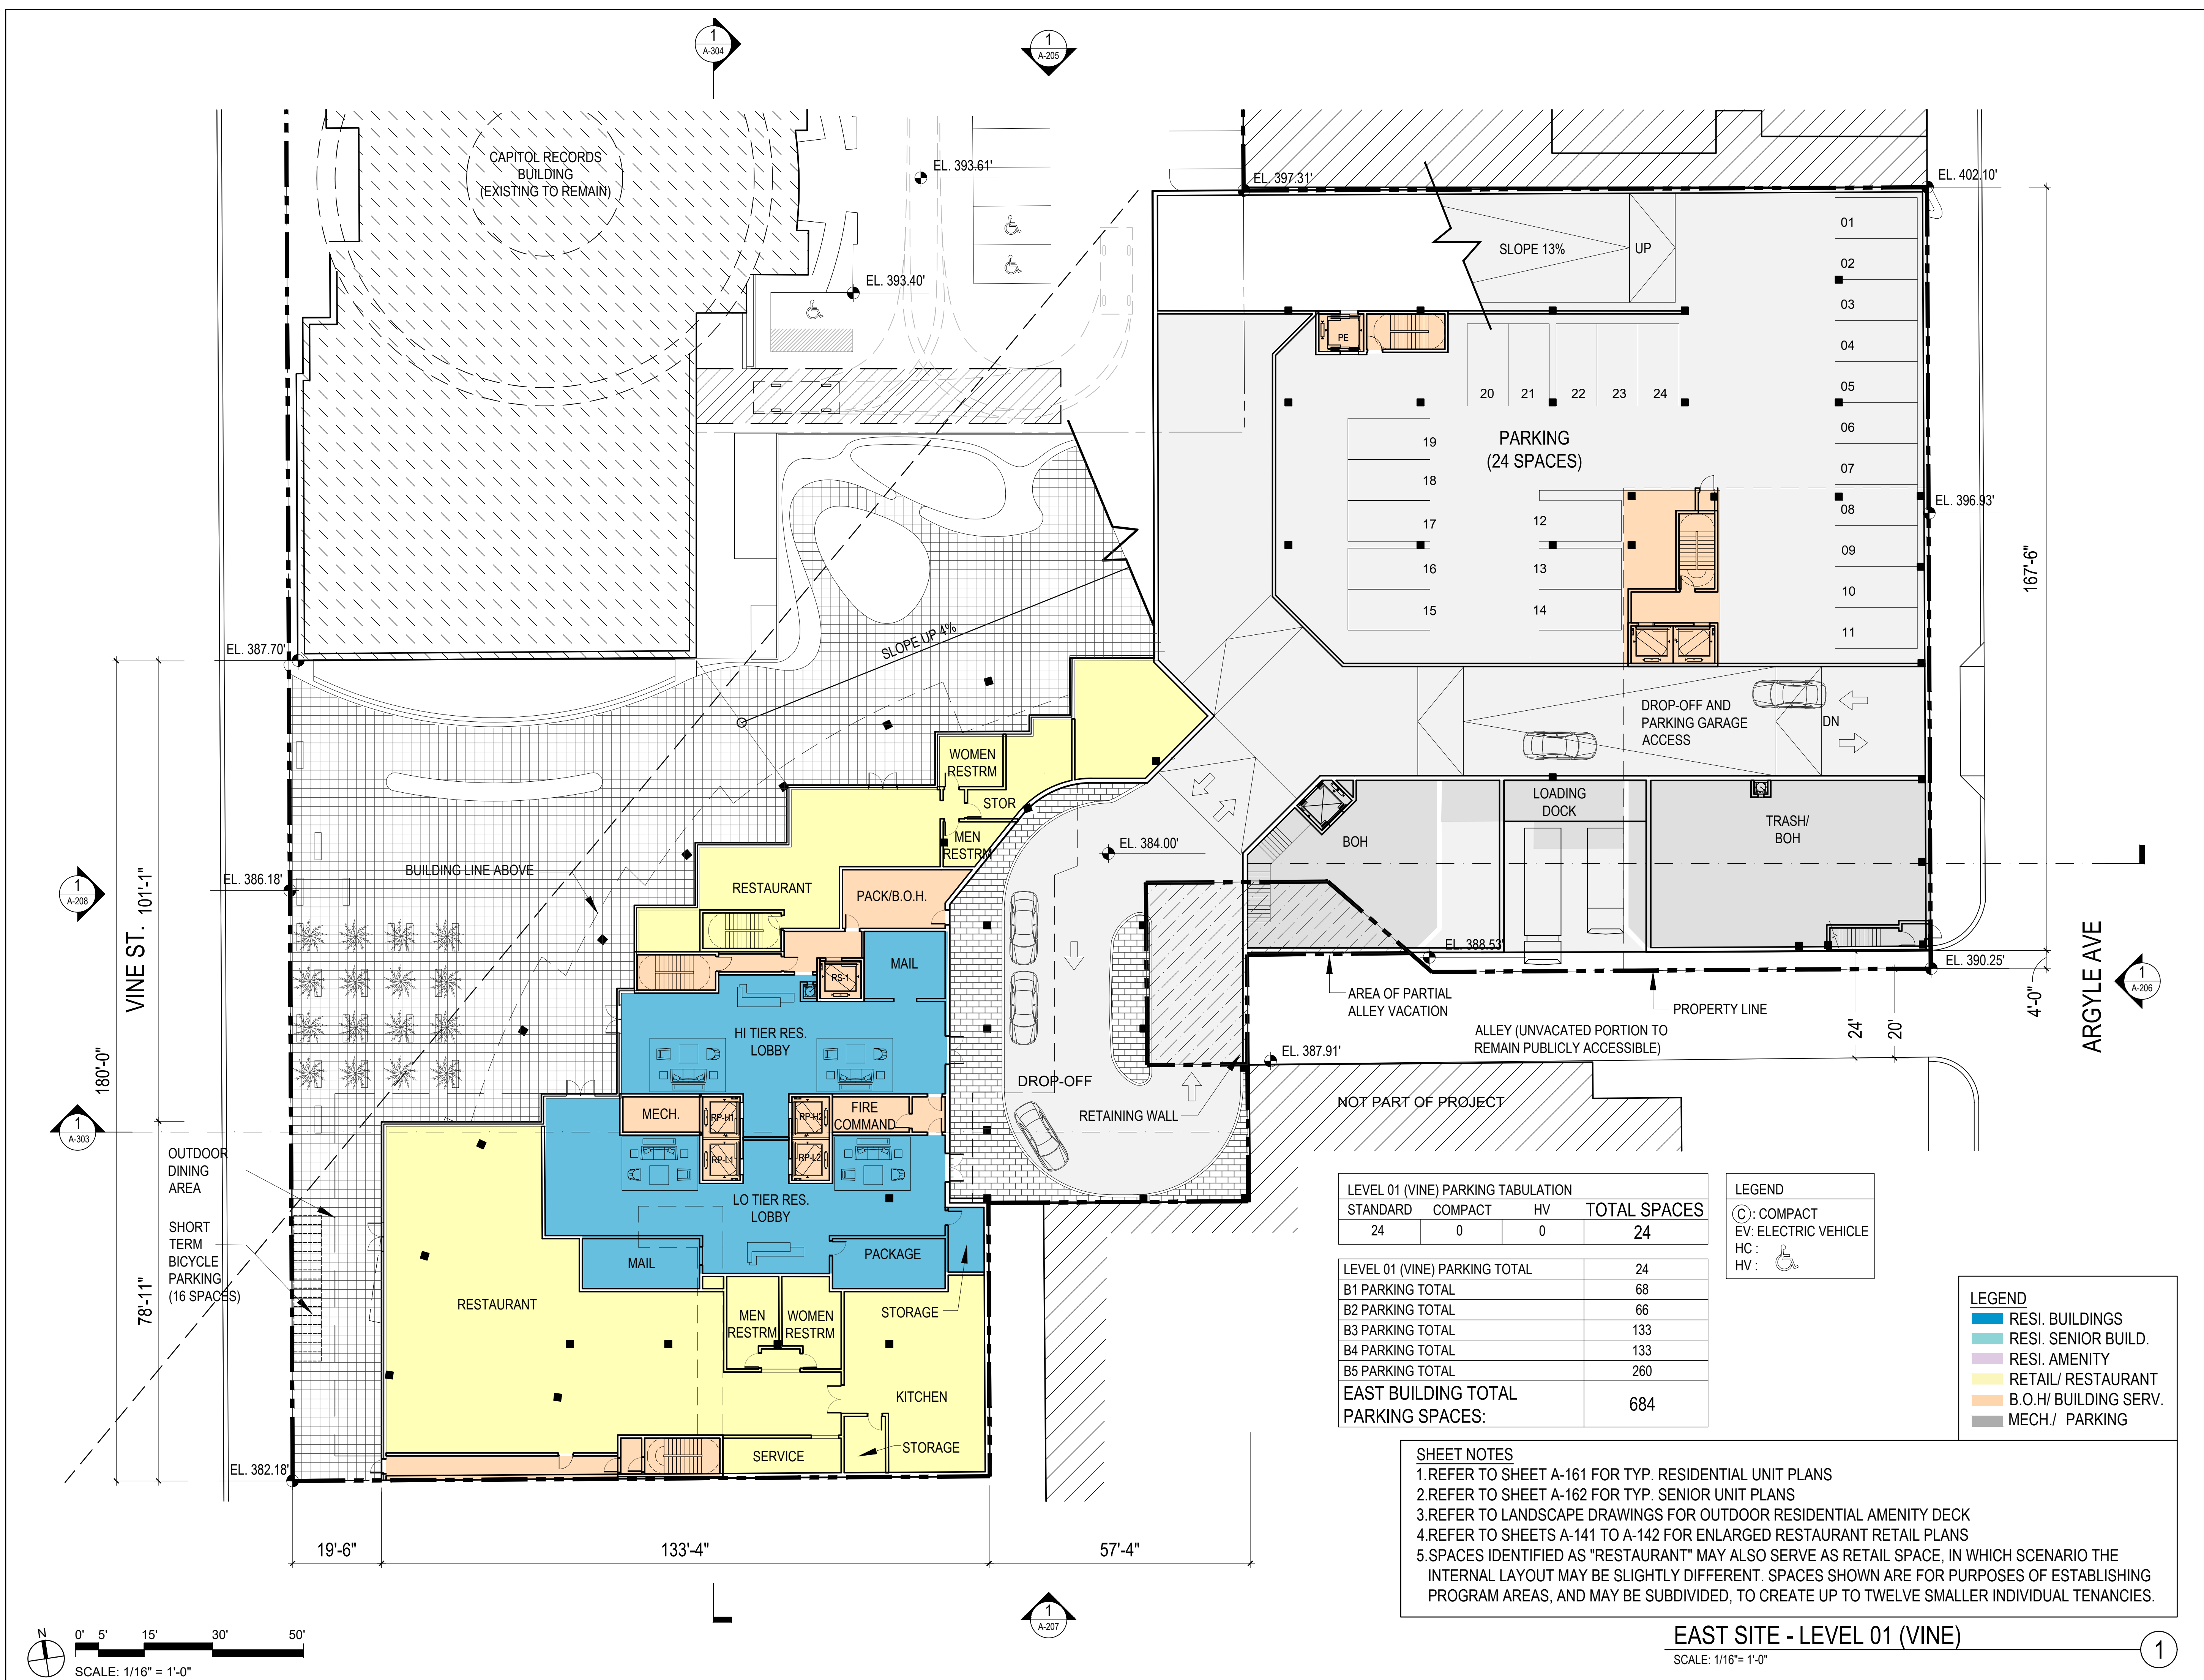 1
A-304
1
A-205
CAPITOL RECORDS
BUILDING
(EXISTING TO REMAIN)
EL. 393.61'
EL. 397.31'
EL. 402.10'
EL. 393.40'
SLOPE 13%
UP
01
02
03
04
05
06
07
08
09
10
11
PE
20
21
22
23
24
PARKING
(24 SPACES)
19
18
17
16
15
12
13
14
EL. 396.93'
167'-6"
EL. 387.70'
SLOPE UP 4%
DROP-OFF AND
PARKING GARAGE
ACCESS
DN
WOMEN
RESTRM
STOR
MEN
RESTRM
LOADING
DOCK
TRASH/
BOH
BOH
EL. 384.00'
BUILDING LINE ABOVE
EL. 386.18'
1
A-208
VINE ST.
101'-1"
180'-0"
RESTAURANT
PACK/B.O.H.
MAIL
RS-1
HI TIER RES.
LOBBY
EL. 388.53'
EL. 390.25'
AREA OF PARTIAL
ALLEY VACATION
PROPERTY LINE
ALLEY (UNVACATED PORTION TO
REMAIN PUBLICLY ACCESSIBLE)
24'
20'
4'-0"
ARGYLE AVE
1
A-206
EL. 387.91'
DROP-OFF
RETAINING WALL
NOT PART OF PROJECT
MECH.
RP-H1
RP-H2
FIRE
COMMAND
RP-L1
RP-L2
1
A-303
OUTDOOR
DINING
AREA
SHORT
TERM
BICYCLE
PARKING
(16 SPACES)
78'-11"
LO TIER RES.
LOBBY
MAIL
PACKAGE
RESTAURANT
MEN
RESTRM
WOMEN
RESTRM
STORAGE
KITCHEN
STORAGE
SERVICE
EL. 382.18'
19'-6"
133'-4"
57'-4"
1
A-207
LEVEL 01 (VINE) PARKING TABULATION
STANDARD COMPACT HV TOTAL SPACES
24 0 0 24
LEVEL 01 (VINE) PARKING TOTAL 24
B1 PARKING TOTAL 68
B2 PARKING TOTAL 66
B3 PARKING TOTAL 133
B4 PARKING TOTAL 133
B5 PARKING TOTAL 260
EAST BUILDING TOTAL
PARKING SPACES: 684
LEGEND
C : COMPACT
EV: ELECTRIC VEHICLE
HC :
HV :
LEGEND
RESI. BUILDINGS
RESI. SENIOR BUILD.
RESI. AMENITY
RETAIL/ RESTAURANT
B.O.H/ BUILDING SERV.
MECH./ PARKING
SHEET NOTES
1.REFER TO SHEET A-161 FOR TYP. RESIDENTIAL UNIT PLANS
2.REFER TO SHEET A-162 FOR TYP. SENIOR UNIT PLANS
3.REFER TO LANDSCAPE DRAWINGS FOR OUTDOOR RESIDENTIAL AMENITY DECK
4.REFER TO SHEETS A-141 TO A-142 FOR ENLARGED RESTAURANT RETAIL PLANS
5.SPACES IDENTIFIED AS "RESTAURANT" MAY ALSO SERVE AS RETAIL SPACE, IN WHICH SCENARIO THE
INTERNAL LAYOUT MAY BE SLIGHTLY DIFFERENT. SPACES SHOWN ARE FOR PURPOSES OF ESTABLISHING
PROGRAM AREAS, AND MAY BE SUBDIVIDED, TO CREATE UP TO TWELVE SMALLER INDIVIDUAL TENANCIES.
EAST SITE - LEVEL 01 (VINE)
SCALE: 1/16"= 1'-0"
1
N
0' 5' 15' 30' 50'
SCALE: 1/16" = 1'-0"